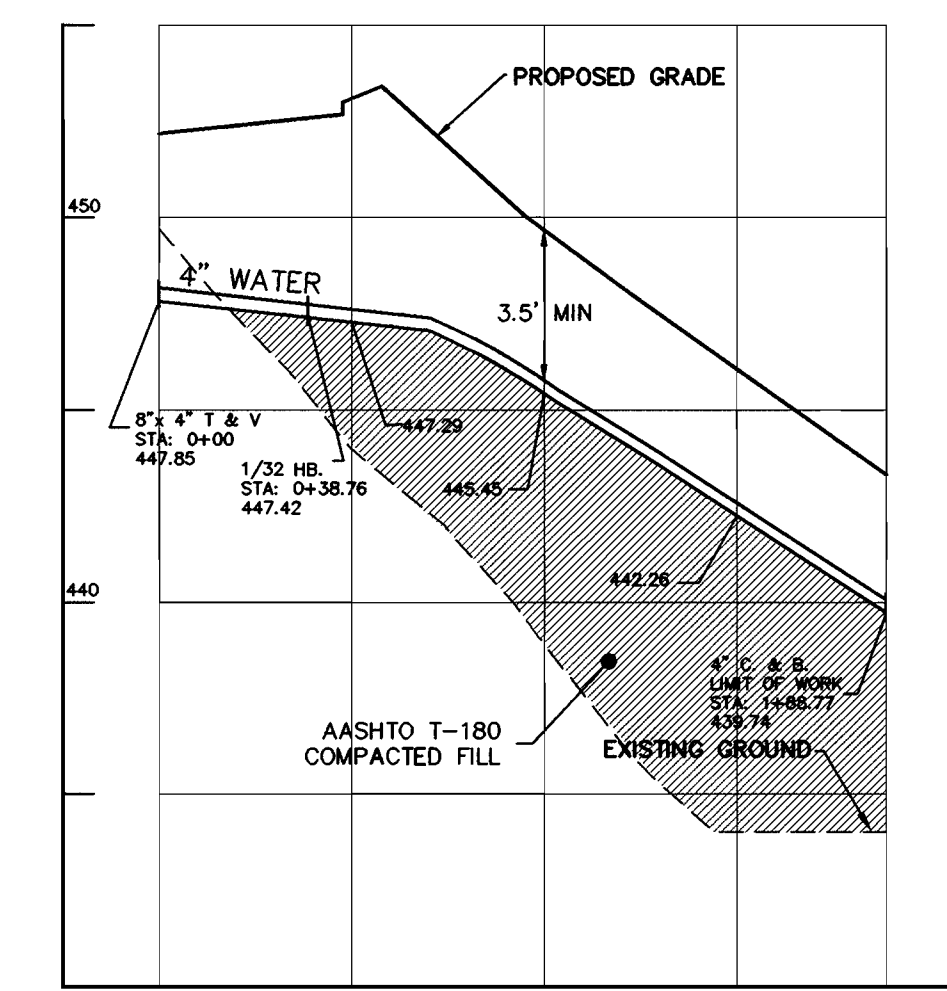 PROPOSED GRADE
450
4" WATER
3.5' MIN
8"x 4" T & V
STA: 0+00
447.85
447.29
1/32 HB.
STA: 0+38.76
447.42
445.45
442.26
440
4" C. & B.
LIMIT OF WORK
STA: 1+88.77
439.74
AASHTO T-180
COMPACTED FILL
EXISTING GROUND